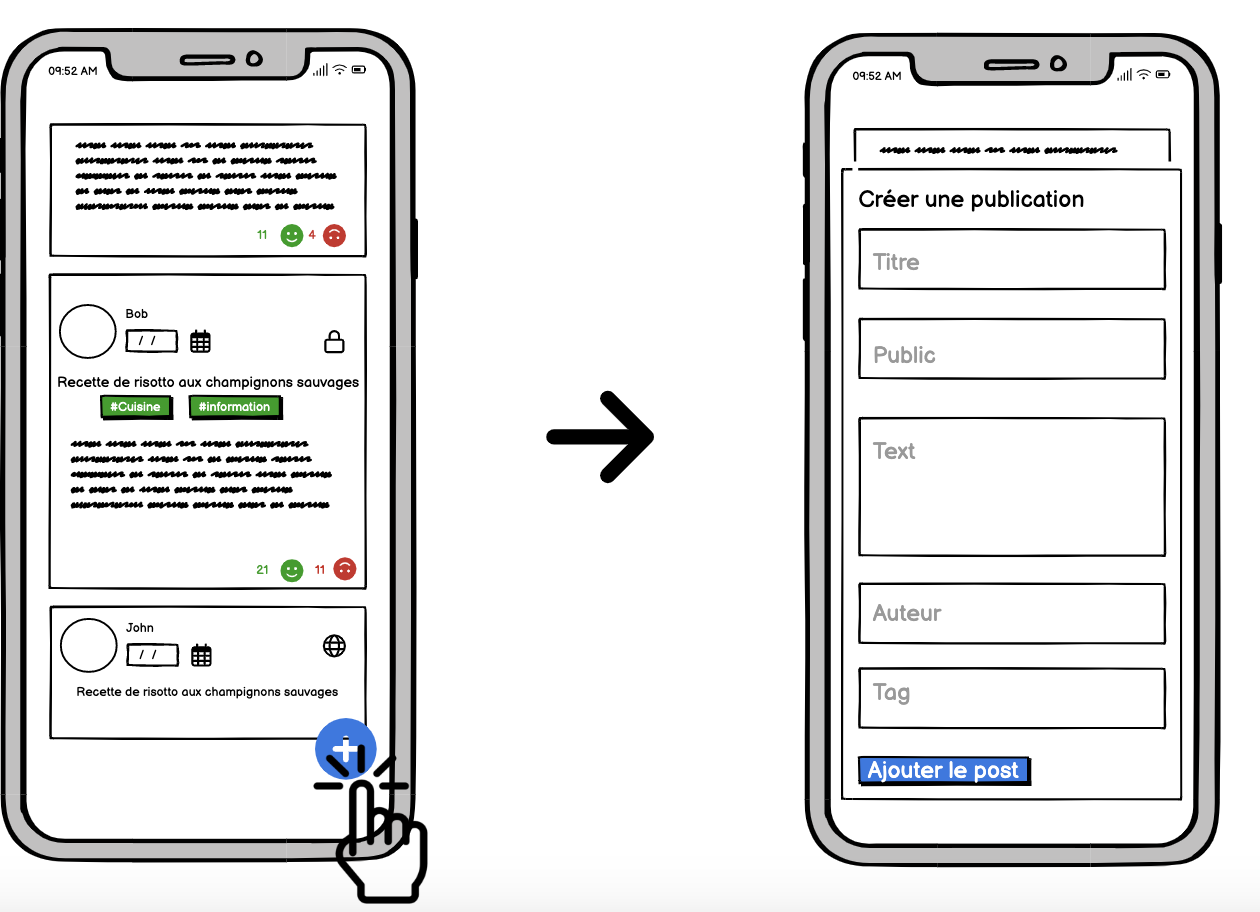 09:52 AM
11 4
Bob
/ /
Recette de risotto aux champignons sauvages
#Cuisine #information
21 11
John
/ /
Recette de risotto aux champignons sauvages
09:52 AM
Créer une publication
Titre
Public
Text
Auteur
Tag
Ajouter le post